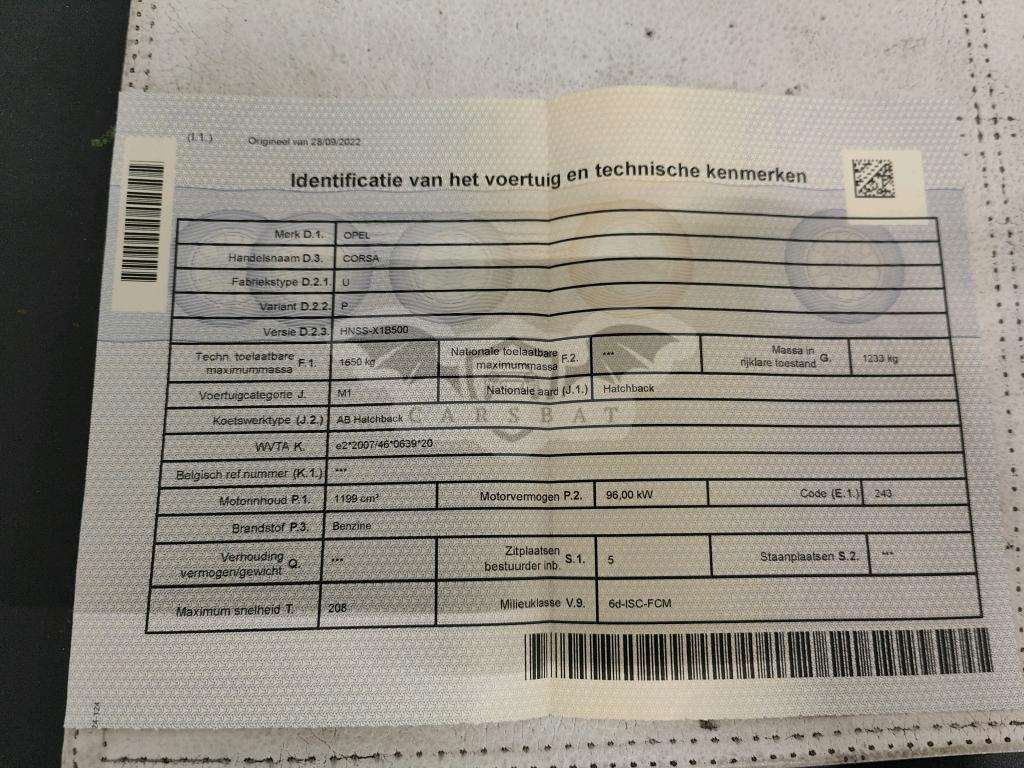 (I.1.) Origineel van 28/09/2022
Identificatie van het voertuig en technische kenmerken
Merk D.1. OPEL
Handelsnaam D.3. CORSA
Fabriekstype D.2.1. U
Variant D.2.2. P
Versie D.2.3. HNSS-X1B500
Techn. toelaatbare maximummassa F.1. 1650 kg Nationale toelaatbare maximummassa F.2. *** Massa in rijklare toestand G. 1233 kg
Voertuigcategorie J. M1 Nationale aard (J.1.) Hatchback
Koetswerktype (J.2.) AB Hatchback
CARSBAT
WVTA K. e2*2007/46*0639*20
Belgisch ref nummer (K.1.) ***
Motorinhoud P.1. 1199 cm³ Motorvermogen P.2. 96,00 kW Code (E.1.) 243
Brandstof P.3. Benzine
Verhouding vermogen/gewicht Q. *** Zitplaatsen bestuurder inb. S.1. 5 Staanplaatsen S.2. ***
Maximum snelheid T. 208 Milieuklasse V.9. 6d-ISC-FCM